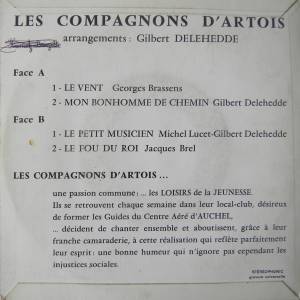 LES COMPAGNONS D'ARTOIS
arrangements: Gilbert DELEHEDDE
Face A
1 - LE VENT Georges Brassens
2 - MON BONHOMME DE CHEMIN Gilbert Delehedde
Face B
1 - LE PETIT MUSICIEN Michel Lucet-Gilbert Delehedde
2 - LE FOU DU ROI Jacques Brel
LES COMPAGNONS D'ARTOIS ...
une passion commune: ... les LOISIRS de la JEUNESSE.
Ils se retrouvent chaque semaine dans leur local-club, désireux
de former les Guides du Centre Aéré d'AUCHEL,
... décident de chanter ensemble et aboutissent, grâce à leur
franche camaraderie, à cette réalisation qui reflète parfaitement
leur esprit: une bonne humeur qui n'ignore pas cependant les
injustices sociales.
STEREOPHONIC
gravure universelle